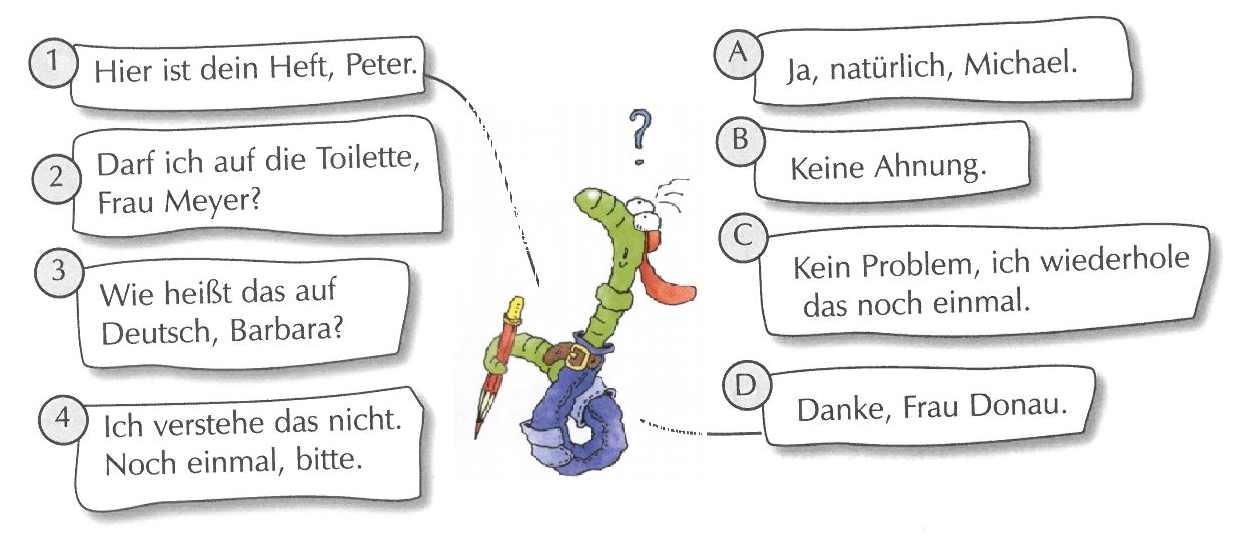 1
Hier ist dein Heft, Peter.
2
Darf ich auf die Toilette,
Frau Meyer?
3
Wie heißt das auf
Deutsch, Barbara?
4
Ich verstehe das nicht.
Noch einmal, bitte.
?
A
Ja, natürlich, Michael.
B
Keine Ahnung.
C
Kein Problem, ich wiederhole
das noch einmal.
D
Danke, Frau Donau.